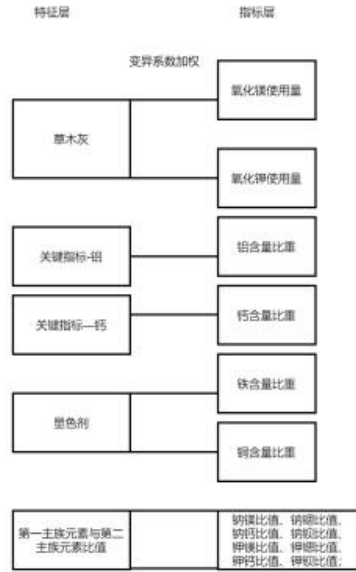 特征层
指标层
变异系数加权
氧化镁使用量
草木灰
氧化钾使用量
关键指标-铝
铝含量比重
关键指标—钙
钙含量比重
铁含量比重
显色剂
铜含量比重
第一主族元素与第二
主族元素比值
钠镁比值、钠锶比值、
钠钙比值、钠钡比值、
钾镁比值、钾锶比值、
钾钙比值、钾钡比值;